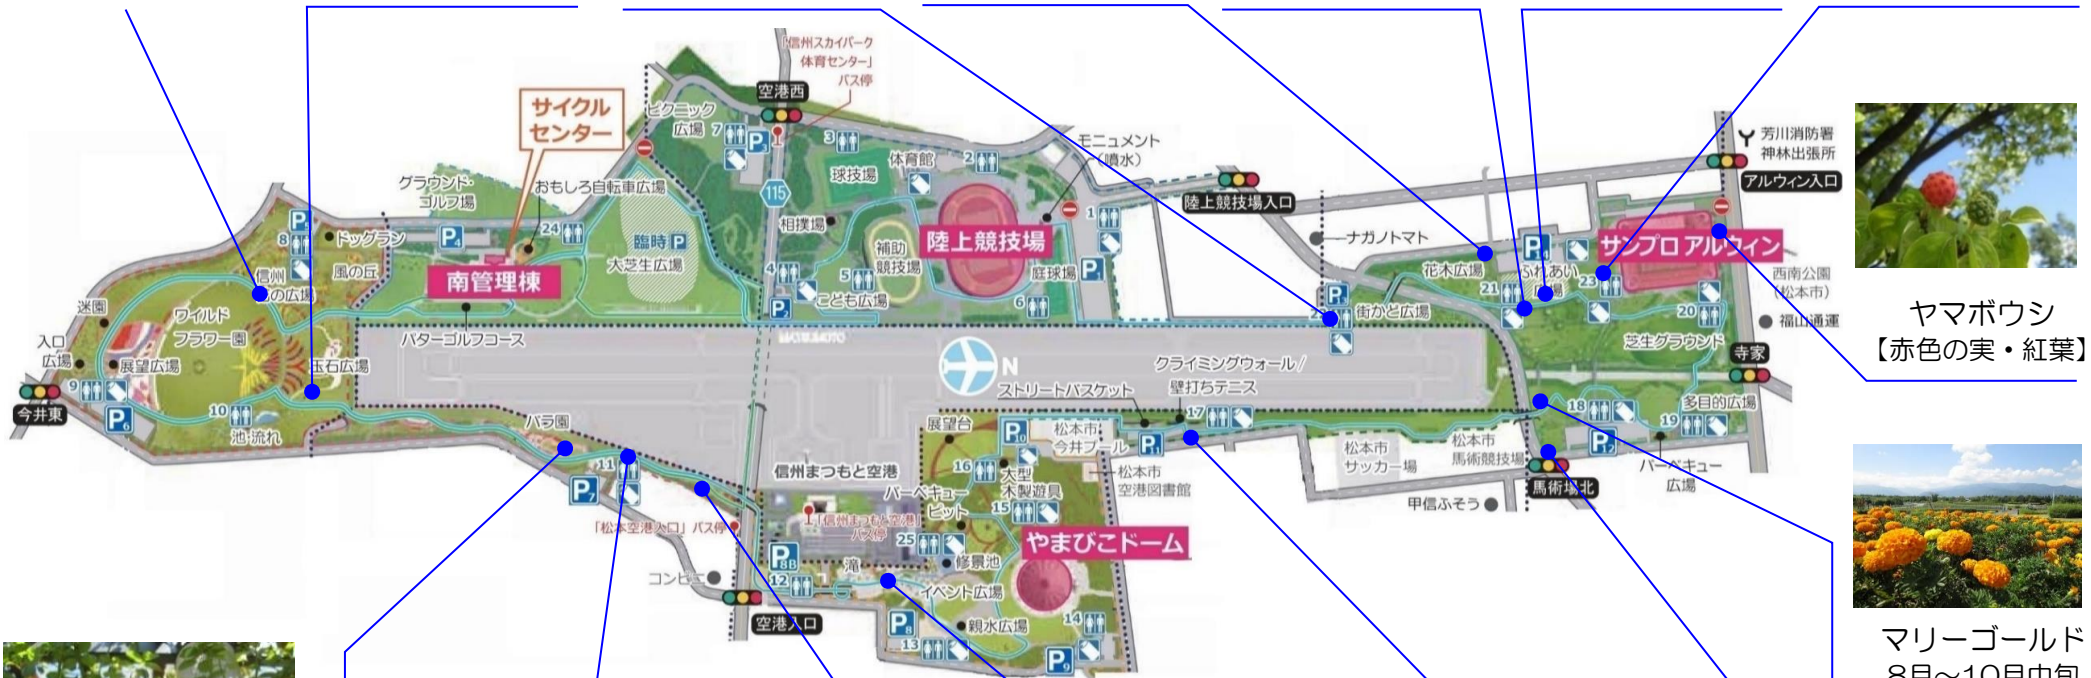 「信州スカイパーク
体育センター」
バス停
空港西
サイクル
センター
ピクニック
広場
7
P3
3
2
体育館
球技場
モニュメント
(噴水)
芳川消防署
神林出張所
アルウィン入口
陸上競技場入口
グラウンド・
ゴルフ場
おもしろ自転車広場
115
相撲場
1
陸上競技場
ナガノトマト
サンプロ アルウィン
P5
8
ドッグラン
P4
24
臨時P
大芝生広場
補助
競技場
庭球場
P1
花木広場
ふれあい
広場
西南公園
(松本市)
信州
風の丘
南管理棟
4
5
こども広場
6
P2
21
23
20
街かど広場
福山通運
迷園
ワイルド
フラワー園
パターゴルフコース
芝生グラウンド
寺家
入口
広場
展望広場
玉石広場
N
クライミングウォール/
壁打ちテニス
ストリートバスケット
今井東
9
P6
10
池・流れ
バラ園
展望台
P10
松本市
今井プール
P11
17
18
19
多目的広場
P12
11
P7
信州まつもと空港
16
大型
木製遊具
松本市
空港図書館
松本市
サッカー場
松本市
馬術競技場
馬術場北
バーベキュー
広場
バーベキュー
ピット
15
甲信ふそう
「松本空港入口」バス停
「信州まつもと空港」
バス停
25
やまびこドーム
修景池
コンビニ
P8B
滝
12
イベント広場
空港入口
P8
13
親水広場
14
P9
ヤマボウシ
【赤色の実・紅葉】
マリーゴールド
8月~10月中旬